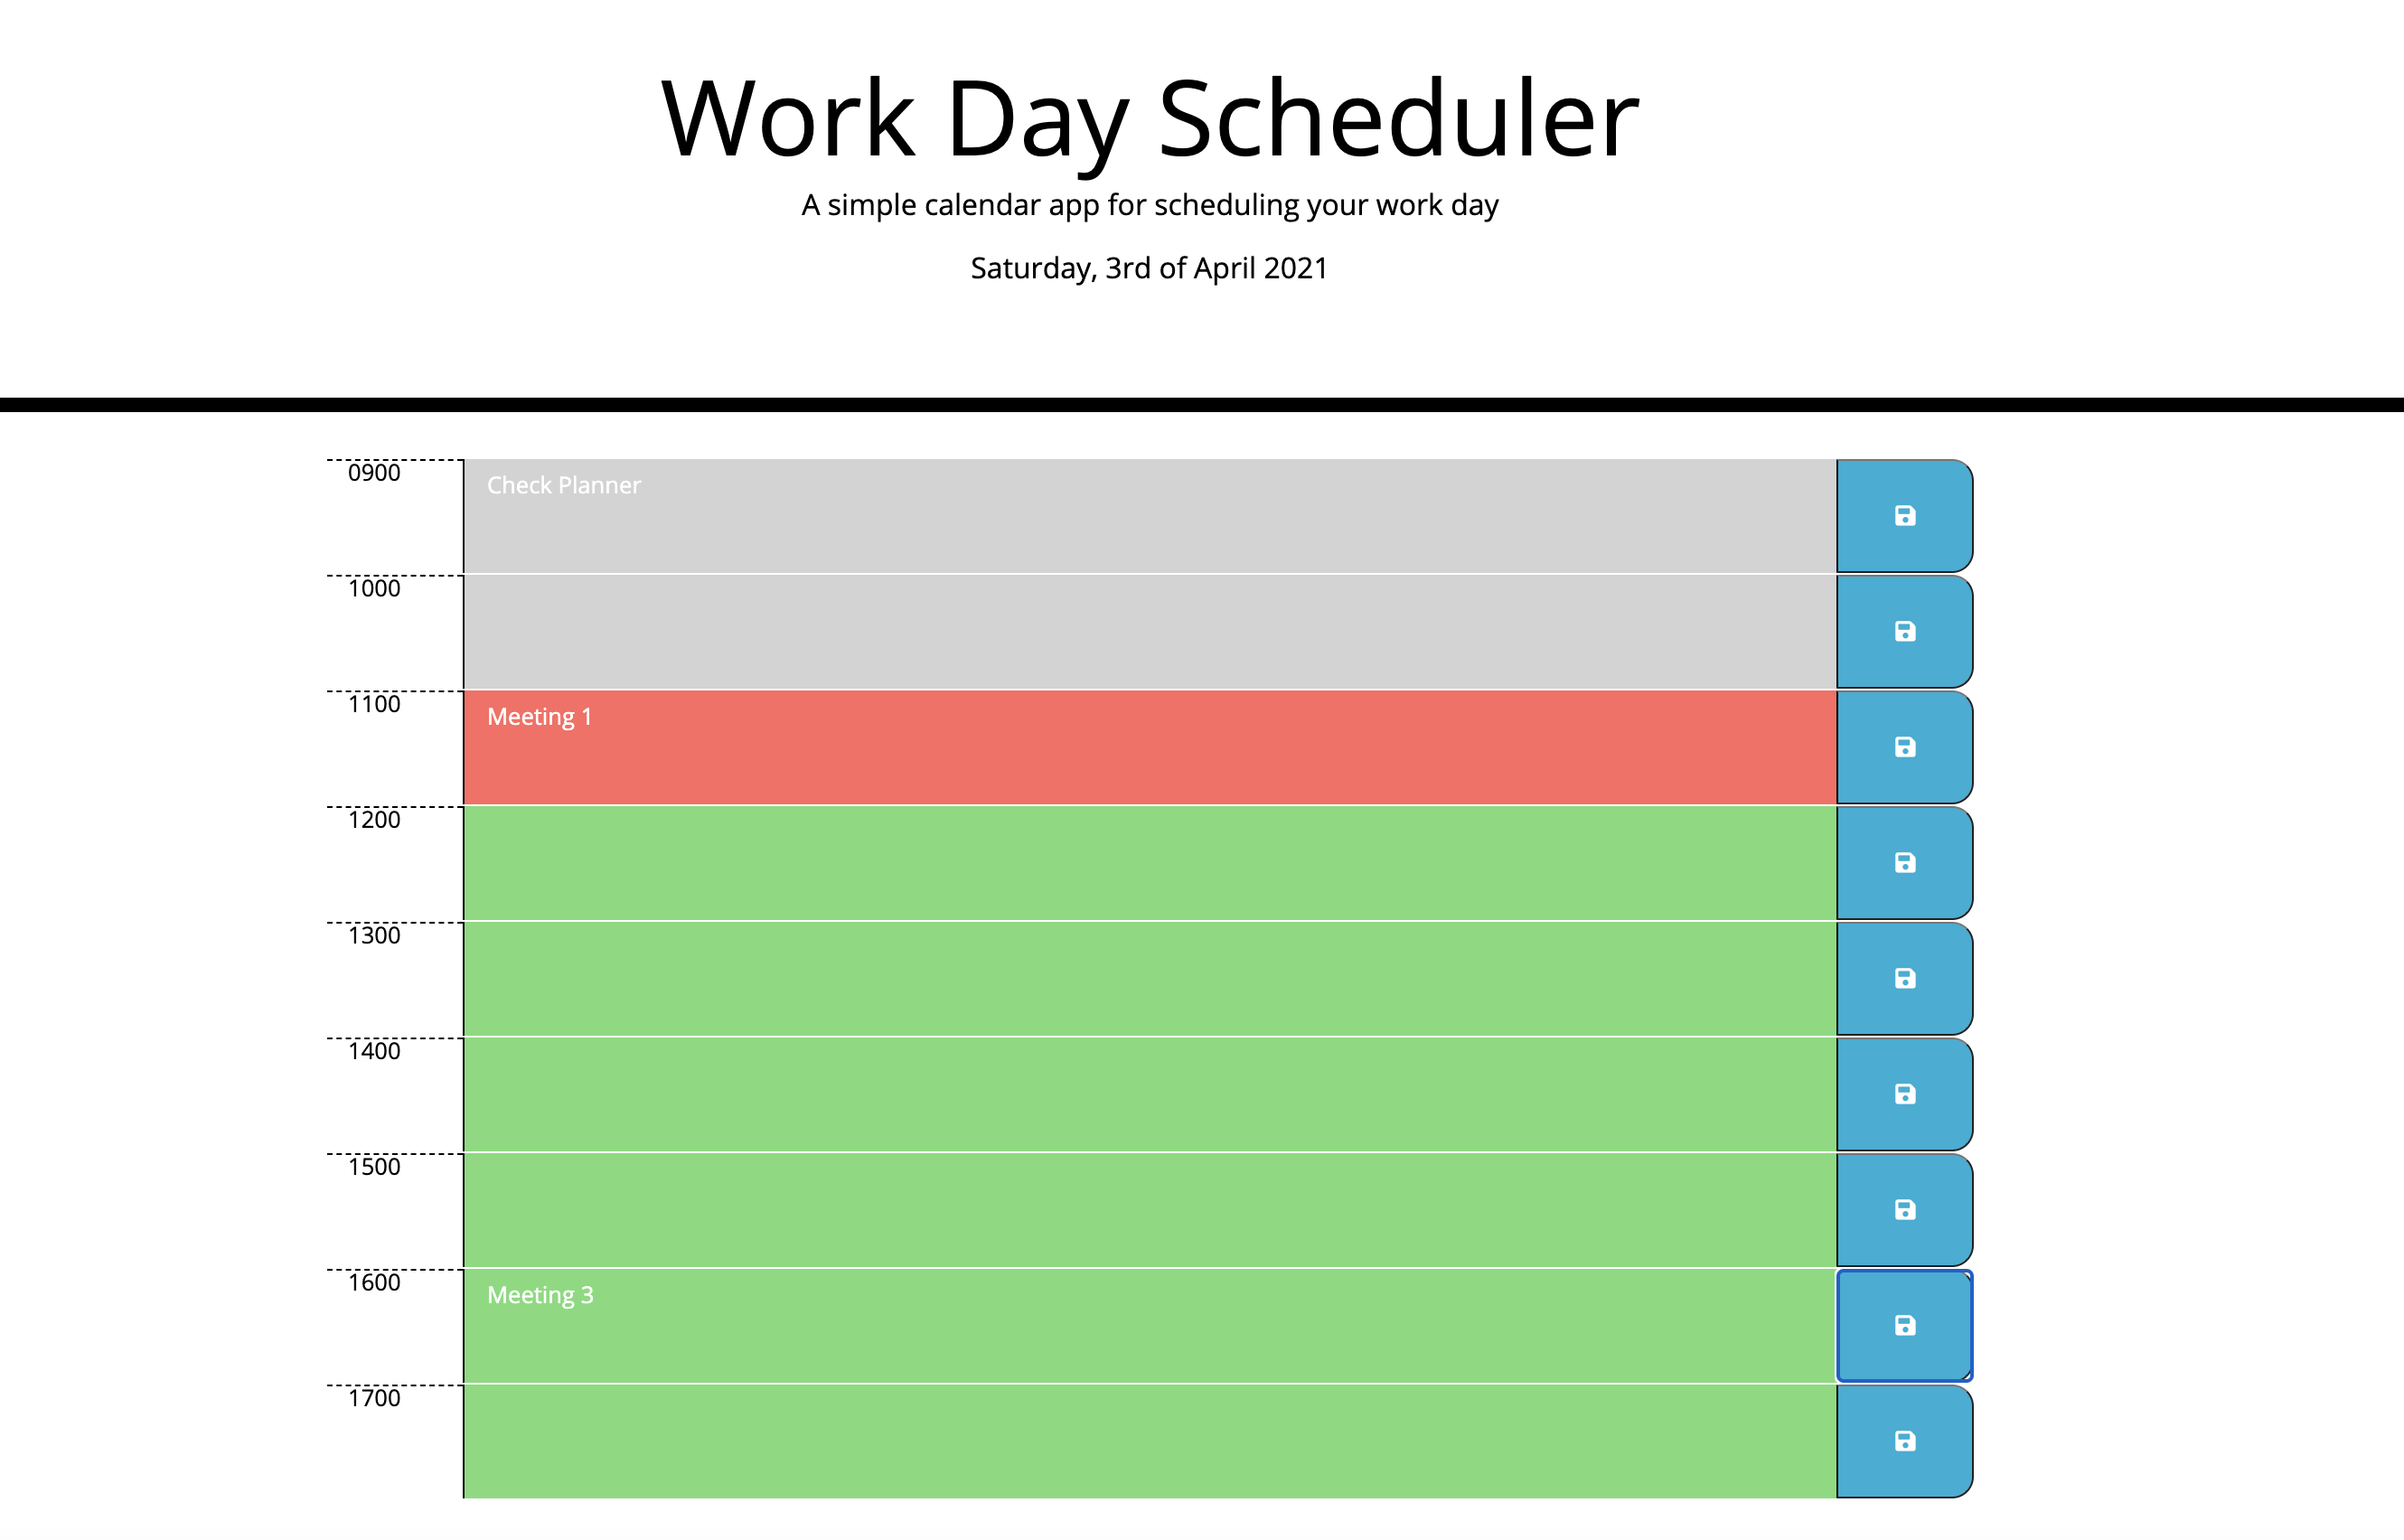 Work Day Scheduler
A simple calendar app for scheduling your work day
Saturday, 3rd of April 2021
0900
Check Planner
1000
1100
Meeting 1
1200
1300
1400
1500
1600
Meeting 3
1700